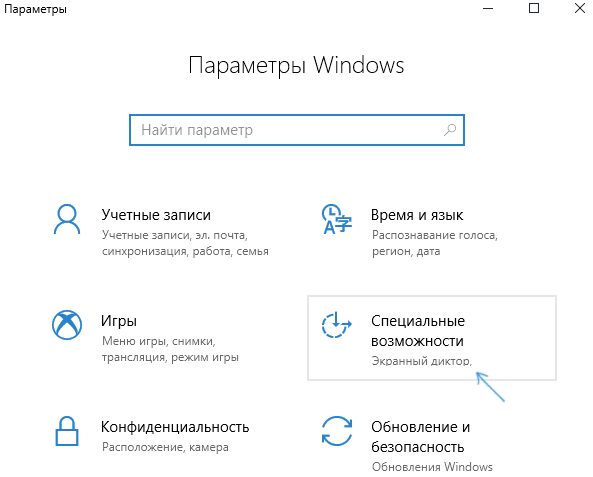 Параметры
Параметры Windows
Найти параметр
Учетные записи
Учетные записи, эл. почта,
синхронизация, работа, семья
Время и язык
Распознавание голоса,
регион, дата
Игры
Меню игры, снимки,
трансляция, режим игры
Специальные
возможности
Экранный диктор,
Конфиденциальность
Расположение, камера
Обновление и
безопасность
Обновления Windows